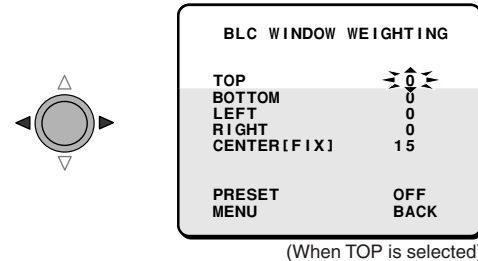 BLC WINDOW WEIGHTING
TOP 0
BOTTOM 0
LEFT 0
RIGHT 0
CENTER[FIX] 15
PRESET OFF
MENU BACK
(When TOP is selected)